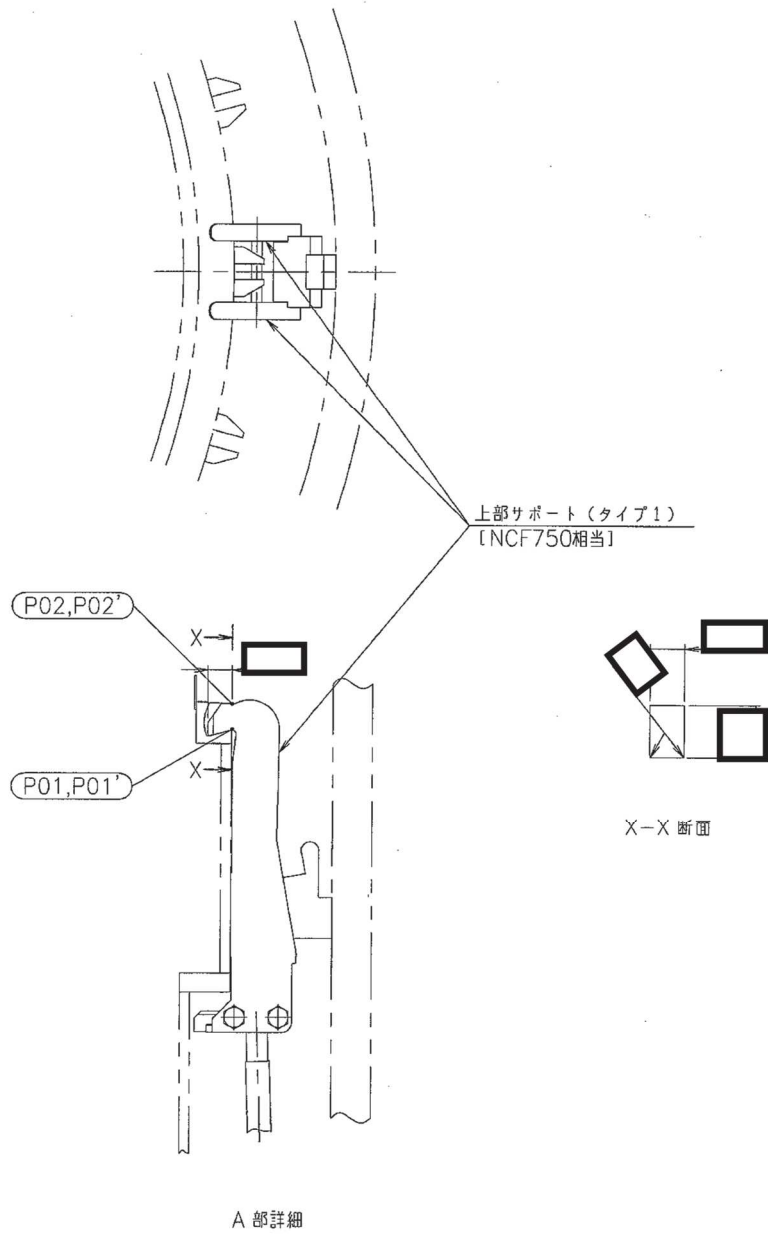 上部サポート(タイプ1)
[NCF750相当]
P02,P02'
X
X
P01,P01'
X-X 断面
A 部詳細